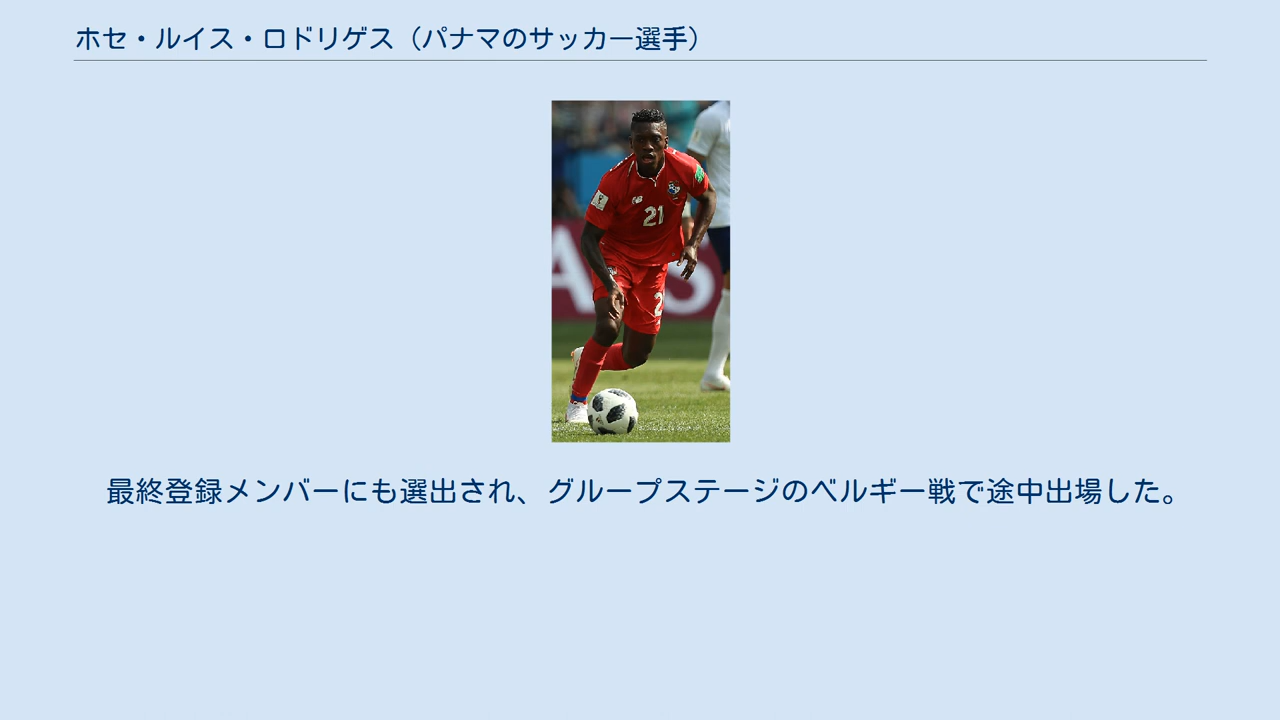 ホセ・ルイス・ロドリゲス（パナマのサッカー選手）
21
2
A
S
最終登録メンバーにも選出され、グループステージのベルギー戦で途中出場した。